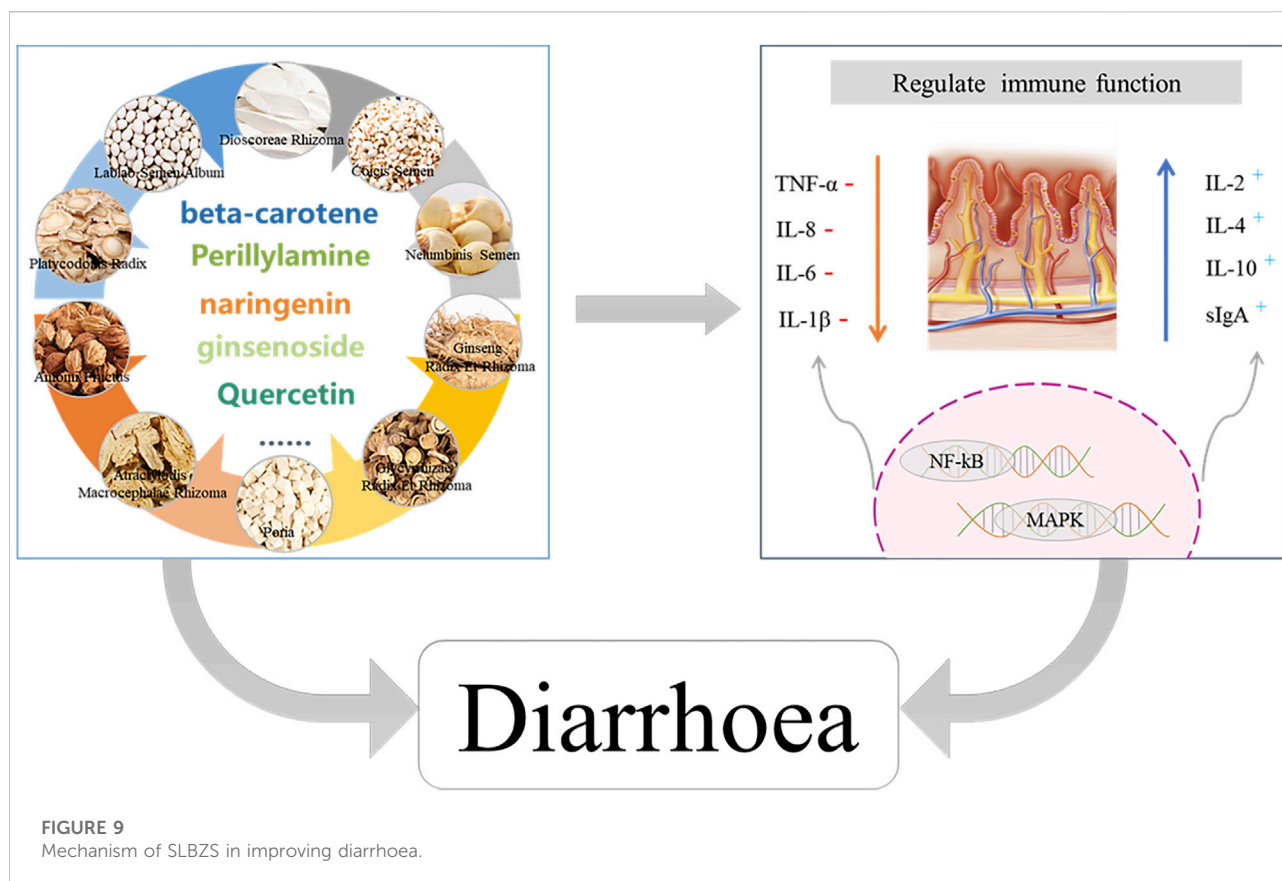 Dioscoreae Rhizoma
Lablab Semen Album
Coicis Semen
Platycodonis Radix
Nelumbinis Semen
Ginseng
Radix Et Rhizoma
Glycyrrhizae
Radix Et Rhizoma
Poria
Atractylodis
Macrocephalae Rhizoma
Amomi Fructus
beta-carotene
Perillylamine
naringenin
ginsenoside
Quercetin
......
Regulate immune function
TNF-α -
IL-8 -
IL-6 -
IL-1β -
IL-2 +
IL-4 +
IL-10 +
sIgA +
NF-kB
MAPK
Diarrhoea
FIGURE 9
Mechanism of SLBZS in improving diarrhoea.